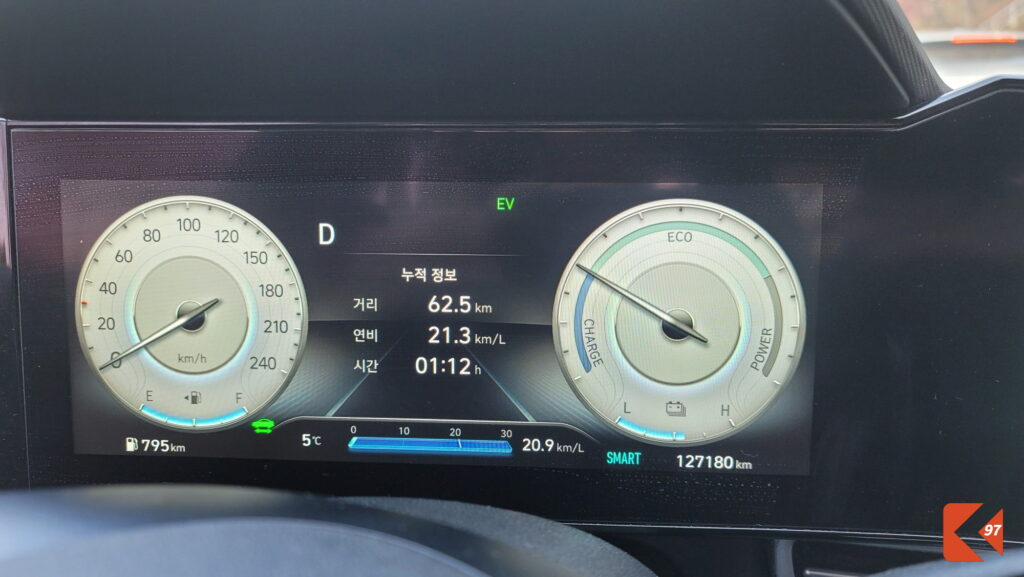 EV
D
0 20 40 60 80 100 120 150 180 210 240
km/h
E F
누적 정보
거리 62.5 km
연비 21.3 km/L
시간 01:12 h
CHARGE ECO POWER
L H
795 km
5℃
0 10 20 30
20.9 km/L
SMART
127180 km
97